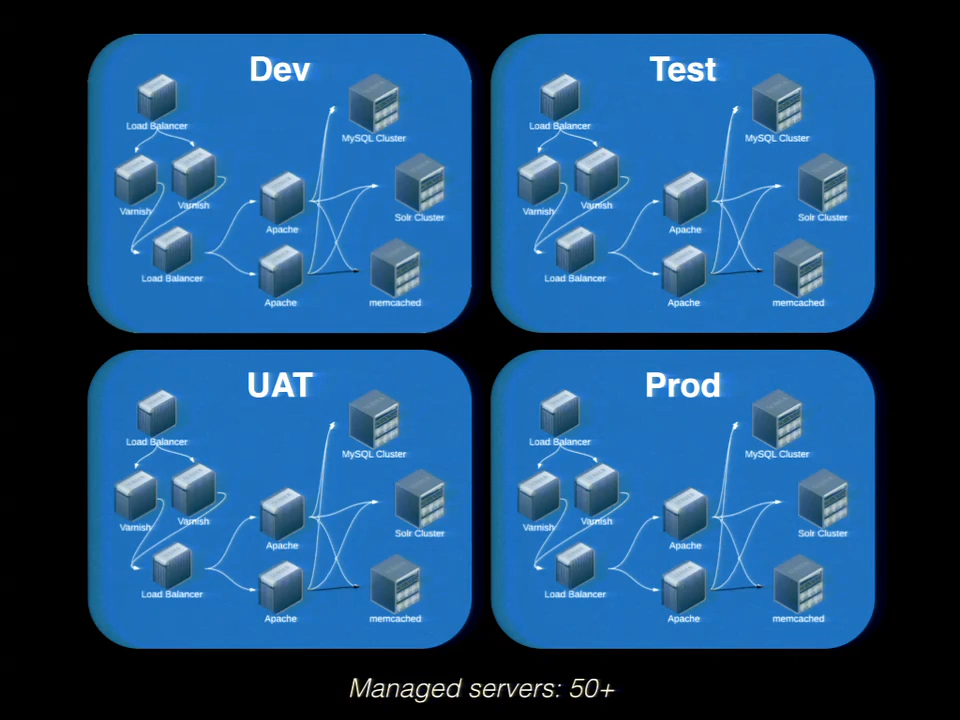 Dev
Load Balancer
MySQL Cluster
Varnish
Varnish
Solr Cluster
Apache
Load Balancer
Apache
memcached
Test
Load Balancer
MySQL Cluster
Varnish
Varnish
Solr Cluster
Apache
Load Balancer
Apache
memcached
UAT
Load Balancer
MySQL Cluster
Varnish
Varnish
Solr Cluster
Apache
Load Balancer
Apache
memcached
Prod
Load Balancer
MySQL Cluster
Varnish
Varnish
Solr Cluster
Apache
Load Balancer
Apache
memcached
Managed servers: 50+